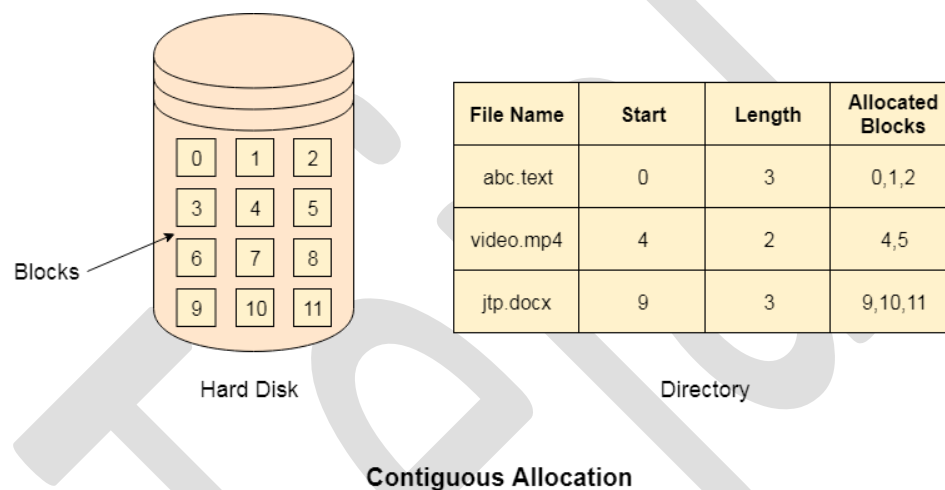 0 1 2
3 4 5
6 7 8
9 10 11
Blocks
Hard Disk
File Name Start Length Allocated
Blocks
abc.text 0 3 0,1,2
video.mp4 4 2 4,5
jtp.docx 9 3 9,10,11
Directory
Contiguous Allocation